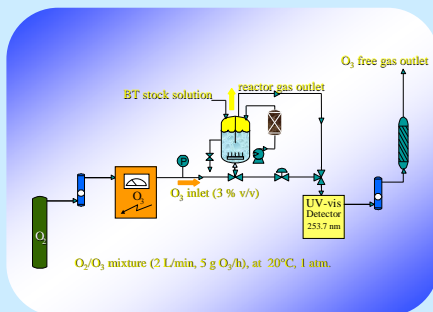 O₃ free gas outlet
reactor gas outlet
BT stock solution
P
O₃
O₃ inlet (3 % v/v)
UV-vis
Detector
253.7 nm
O₂
O₂/O₃ mixture (2 L/min, 5 g O₃/h), at 20°C, 1 atm.